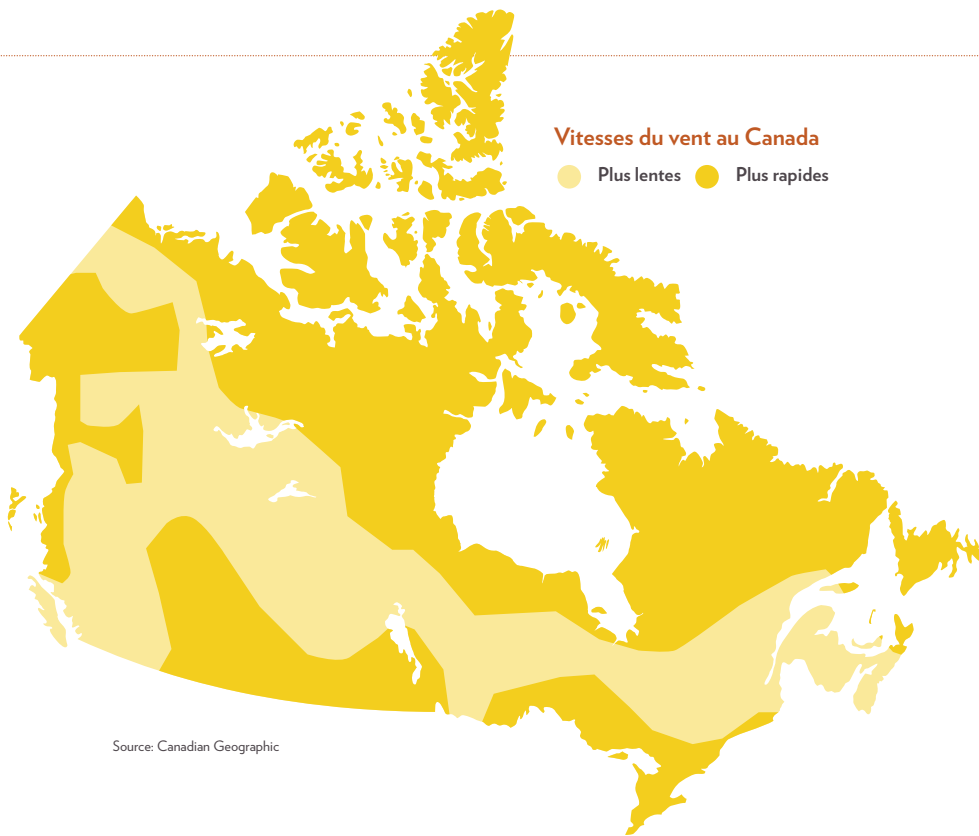 Vitesses du vent au Canada
Plus lentes Plus rapides
Source: Canadian Geographic